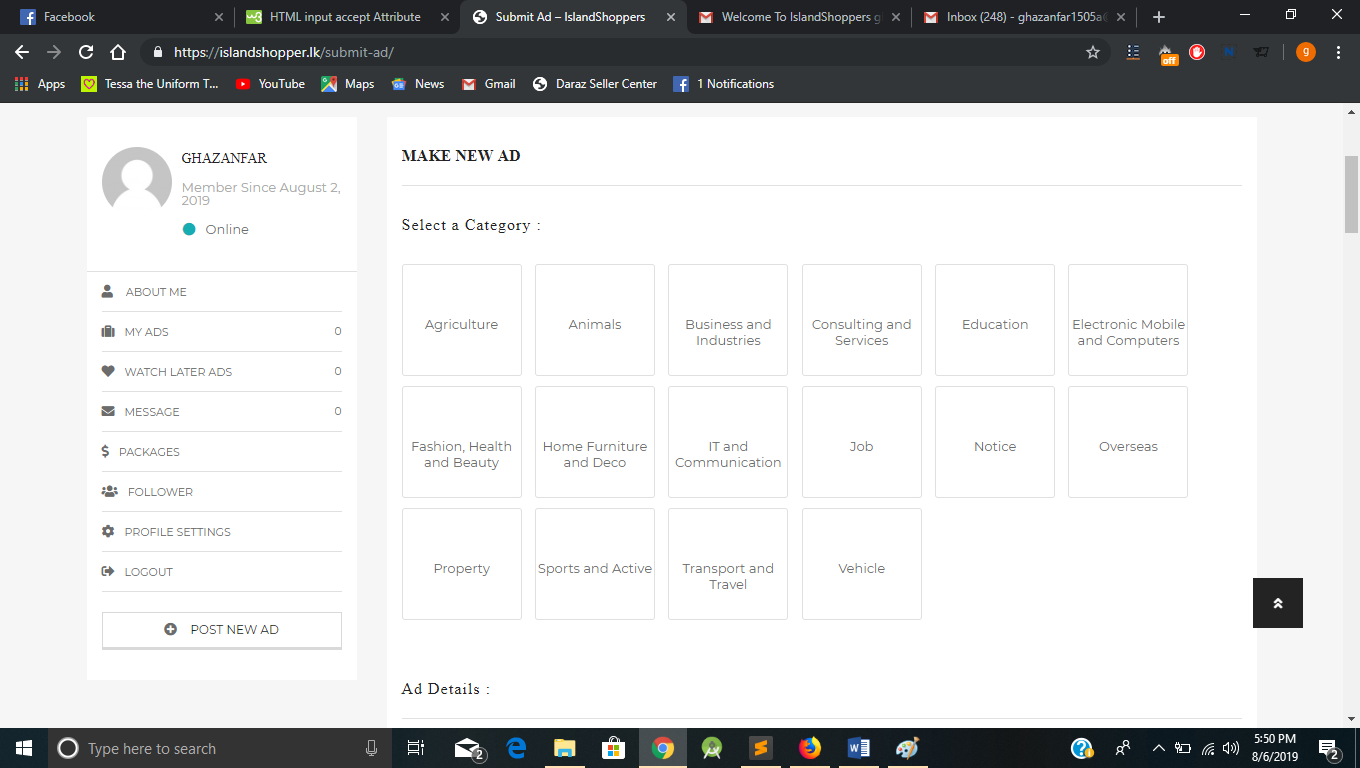 Facebook
HTML input accept Attribute
Submit Ad – IslandShoppers
Welcome To IslandShoppers g
Inbox (248) - ghazanfar1505a
https://islandshopper.lk/submit-ad/
off
g
Apps
Tessa the Uniform T...
YouTube
Maps
News
Gmail
Daraz Seller Center
1 Notifications
GHAZANFAR
Member Since August 2,
2019
Online
ABOUT ME
MY ADS 0
WATCH LATER ADS 0
MESSAGE 0
PACKAGES
FOLLOWER
PROFILE SETTINGS
LOGOUT
POST NEW AD
MAKE NEW AD
Select a Category :
Agriculture
Animals
Business and
Industries
Consulting and
Services
Education
Electronic Mobile
and Computers
Fashion, Health
and Beauty
Home Furniture
and Deco
IT and
Communication
Job
Notice
Overseas
Property
Sports and Active
Transport and
Travel
Vehicle
Ad Details :
Type here to search
2
5:50 PM
8/6/2019
2